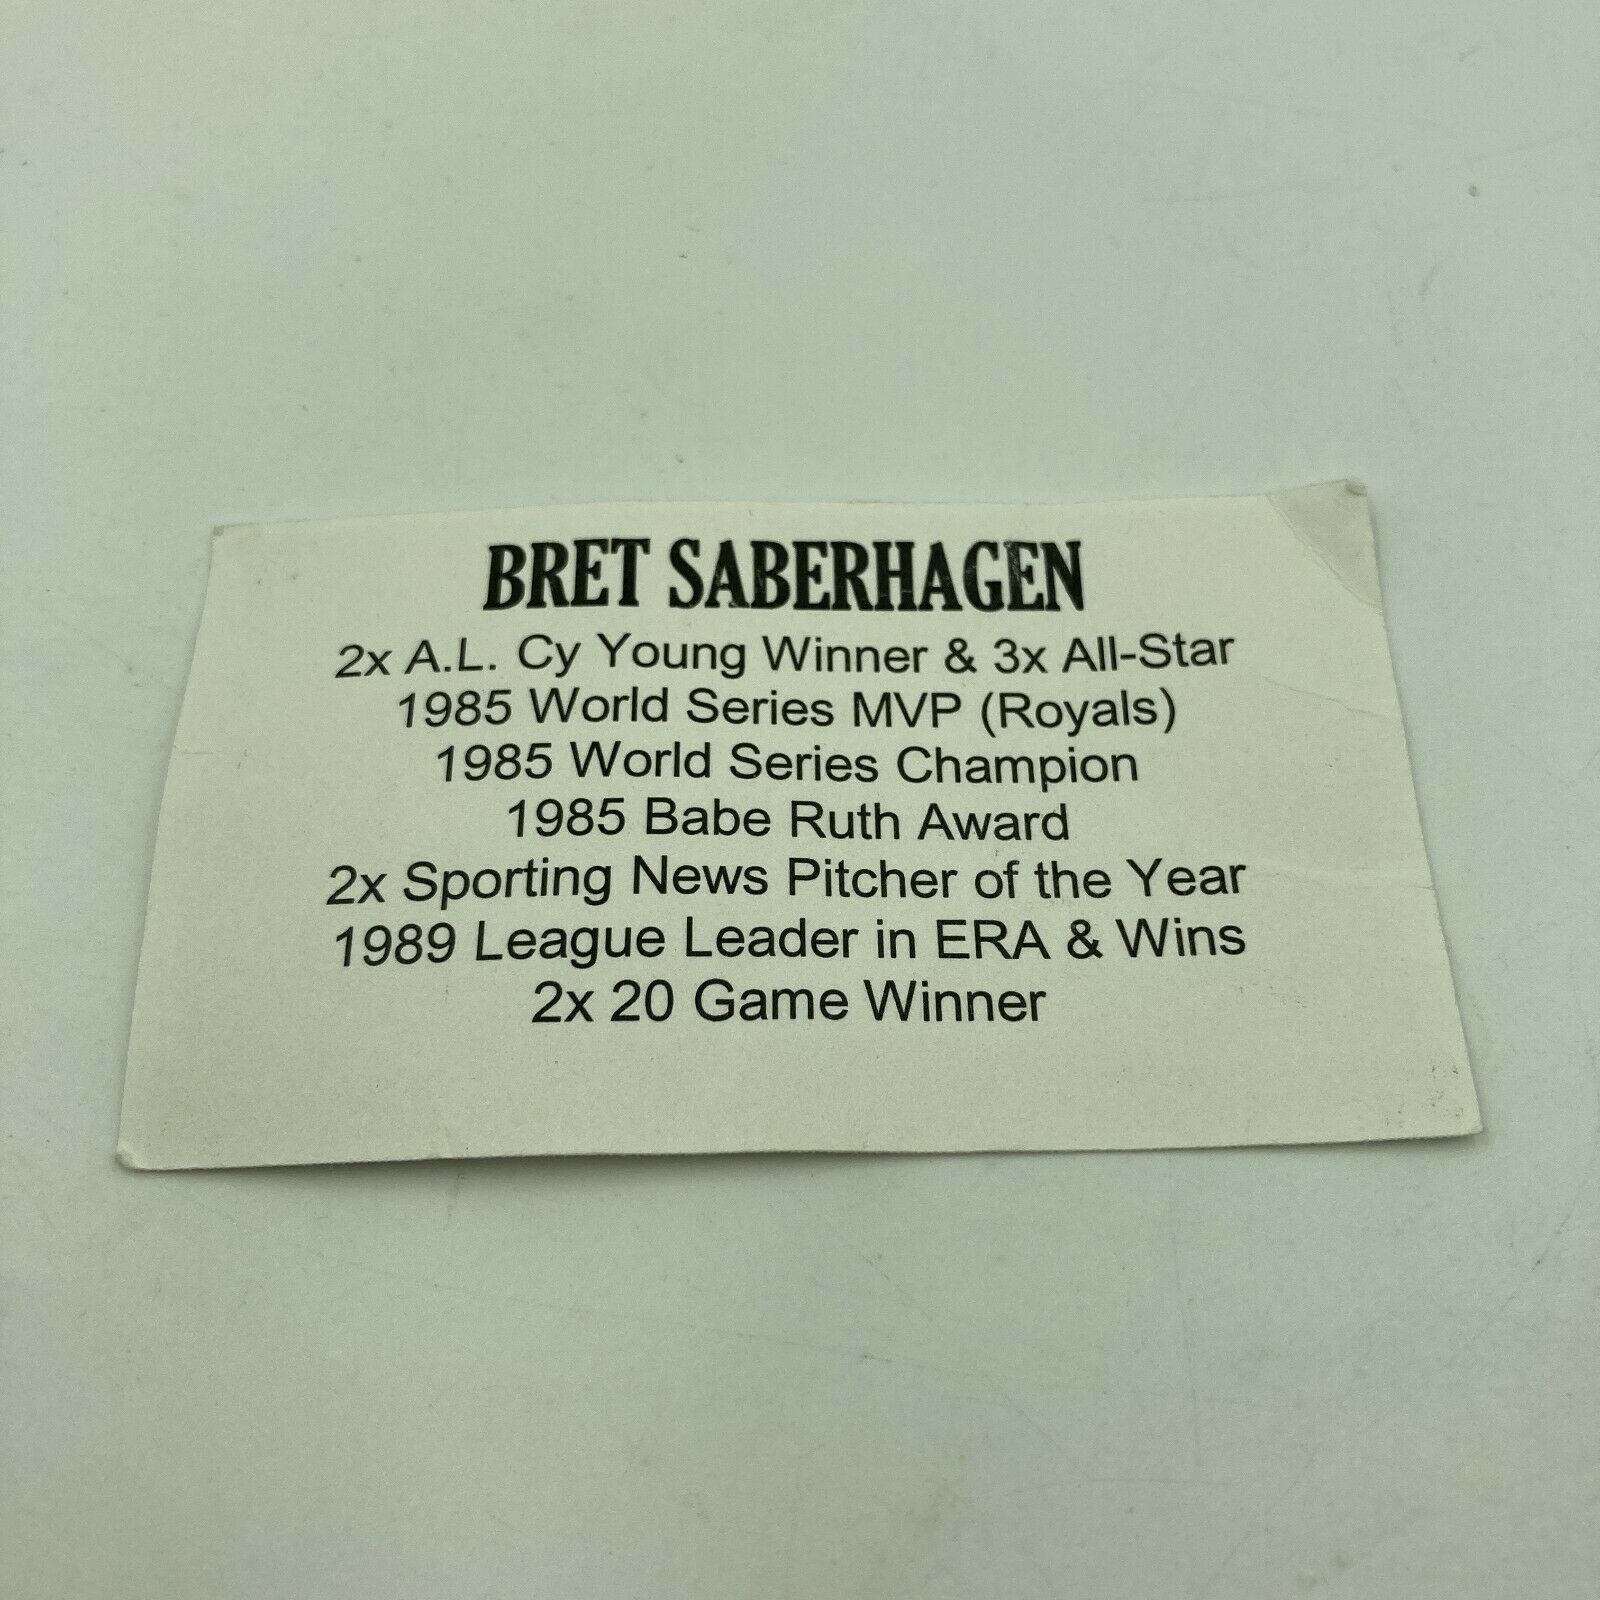 BRET SABERHAGEN
2x A.L. Cy Young Winner & 3x All-Star
1985 World Series MVP (Royals)
1985 World Series Champion
1985 Babe Ruth Award
2x Sporting News Pitcher of the Year
1989 League Leader in ERA & Wins
2x 20 Game Winner